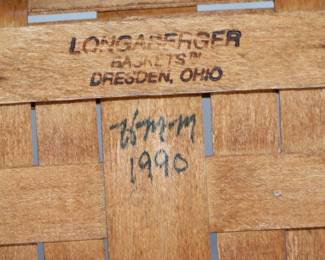 LONGABERGER
BASKETS™
DRESDEN, OHIO
1990